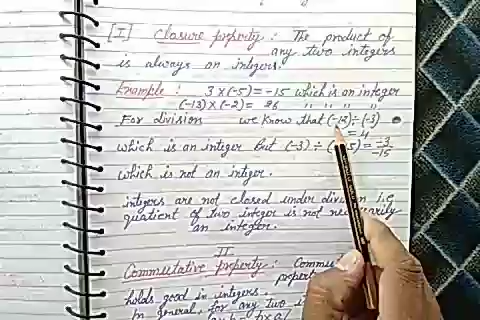 [I] Closure property : The product of
any two integers
is always an integers.
Example : 3 x (-5) = -15 which is an integer
(-13) x (-2) = 26 " " " "
For division we know that (-12) ÷ (-3)
= 4
which is an integer but (-3) ÷ ( 5) = -3/-15
which is not an integer.
integers are not closed under division i.e
quatient of two integer is not
an integer.
II
Commutative property :
holds good in integers.
In general, for any two